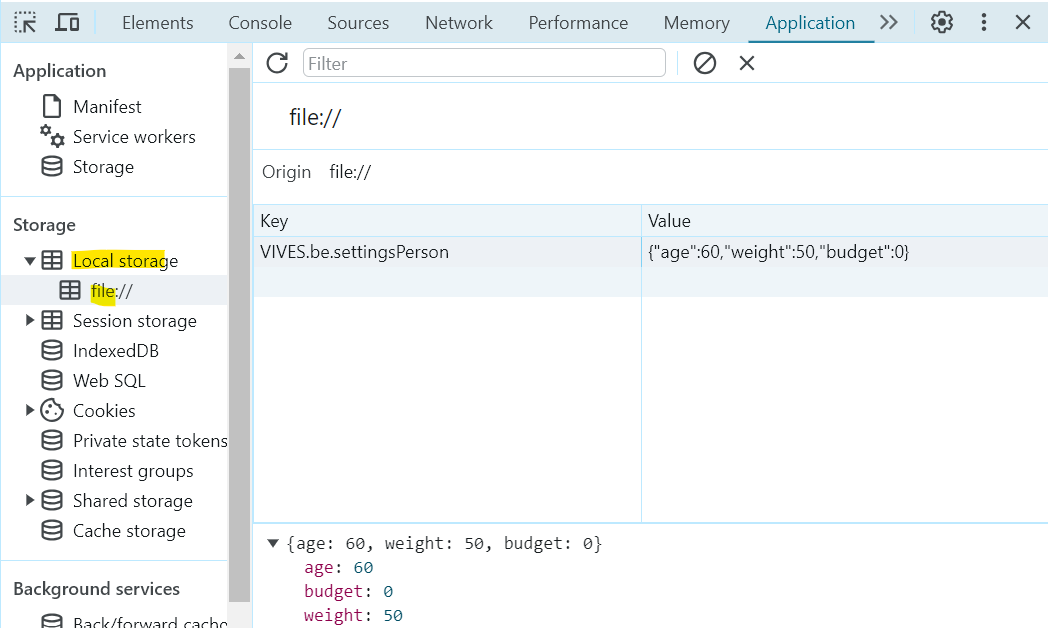 Elements Console Sources Network Performance Memory Application
Application
Manifest
Service workers
Storage
Storage
Local storage
file://
Session storage
IndexedDB
Web SQL
Cookies
Private state tokens
Interest groups
Shared storage
Cache storage
Background services
Back/forward cache
Filter
file://
Origin file://
Key Value
VIVES.be.settingsPerson {"age":60,"weight":50,"budget":0}
{age: 60, weight: 50, budget: 0}
age: 60
budget: 0
weight: 50